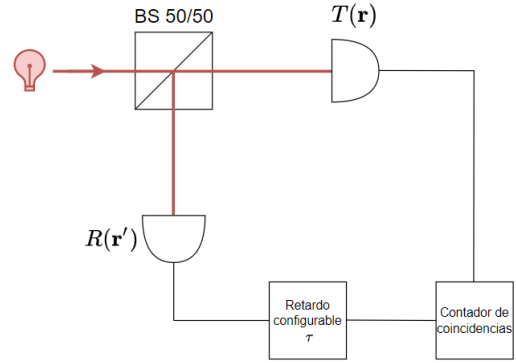 BS 50/50
T(r)
R(r′)
Retardo
configurable
τ
Contador de
coincidencias